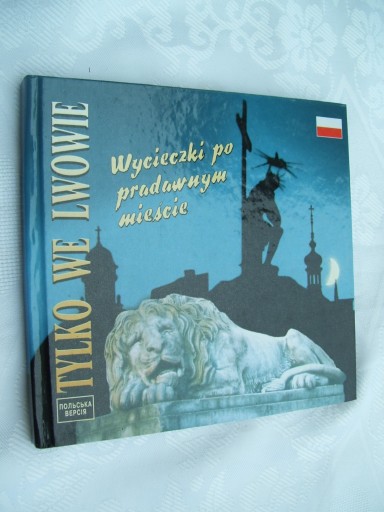 TYLKO WE LWOWIE
Wycieczki po
pradawnym
mieście
ПОЛЬСЬКА
ВЕРСІЯ